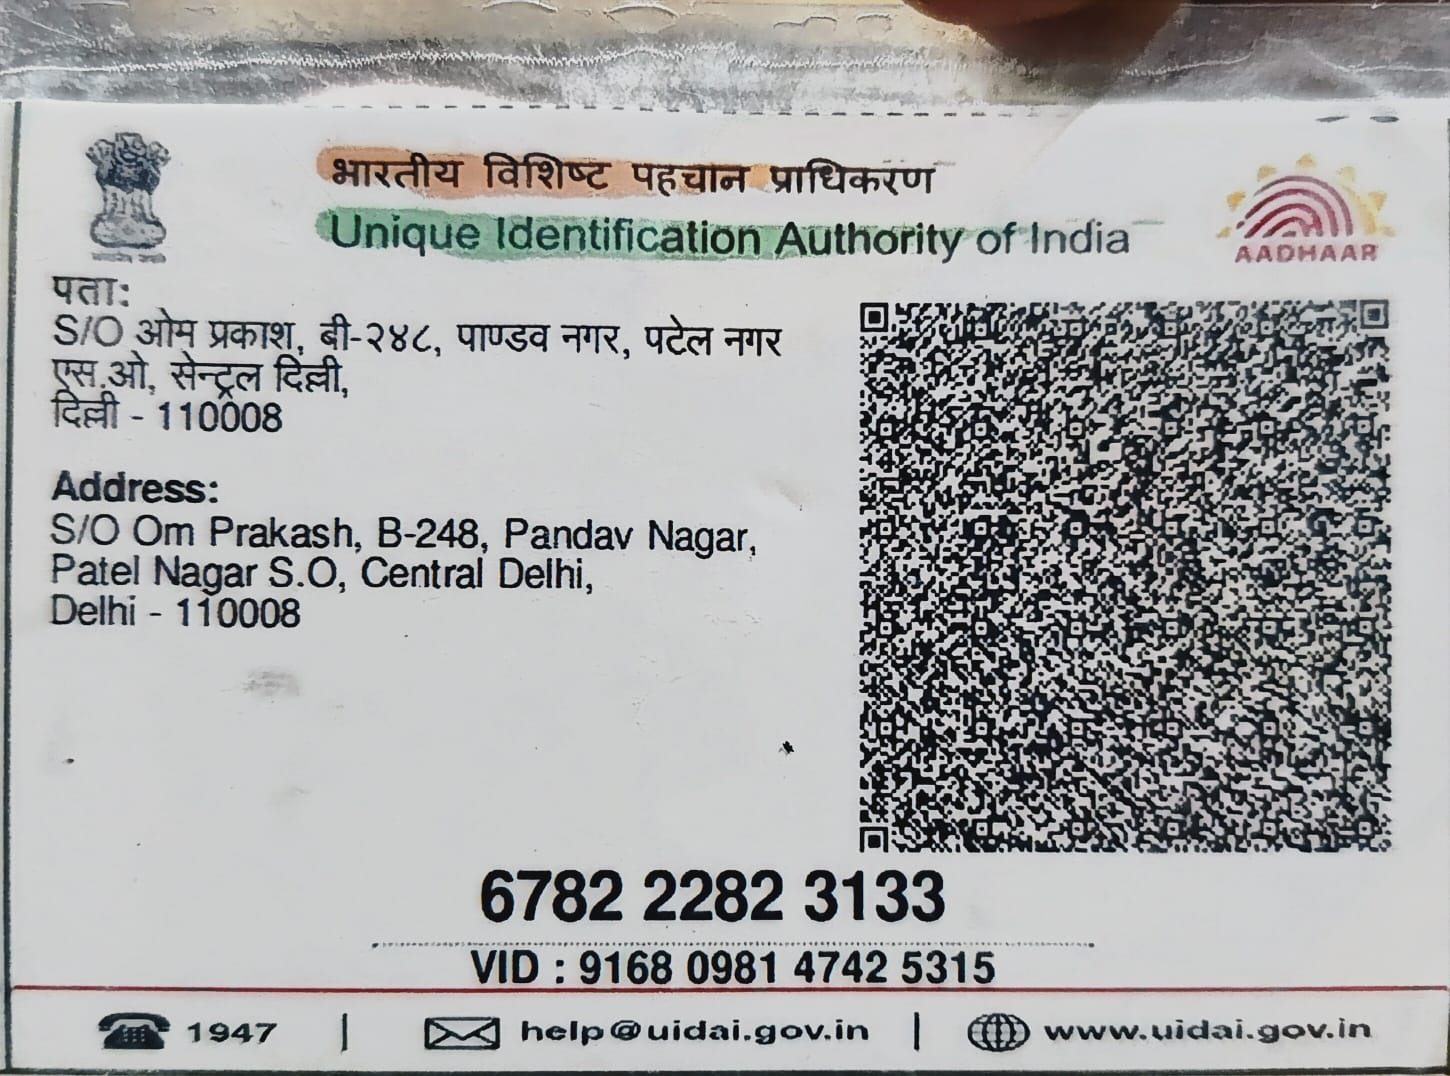 भारतीय विशिष्ट पहचान प्राधिकरण
Unique Identification Authority of India
AADHAAR
पता:
S/O ओम प्रकाश, बी-२४८, पाण्डव नगर, पटेल नगर
एस.ओ, सेन्ट्रल दिल्ली,
दिल्ली - 110008
Address:
S/O Om Prakash, B-248, Pandav Nagar,
Patel Nagar S.O, Central Delhi,
Delhi - 110008
6782 2282 3133
VID : 9168 0981 4742 5315
1947 | help@uidai.gov.in | www.uidai.gov.in